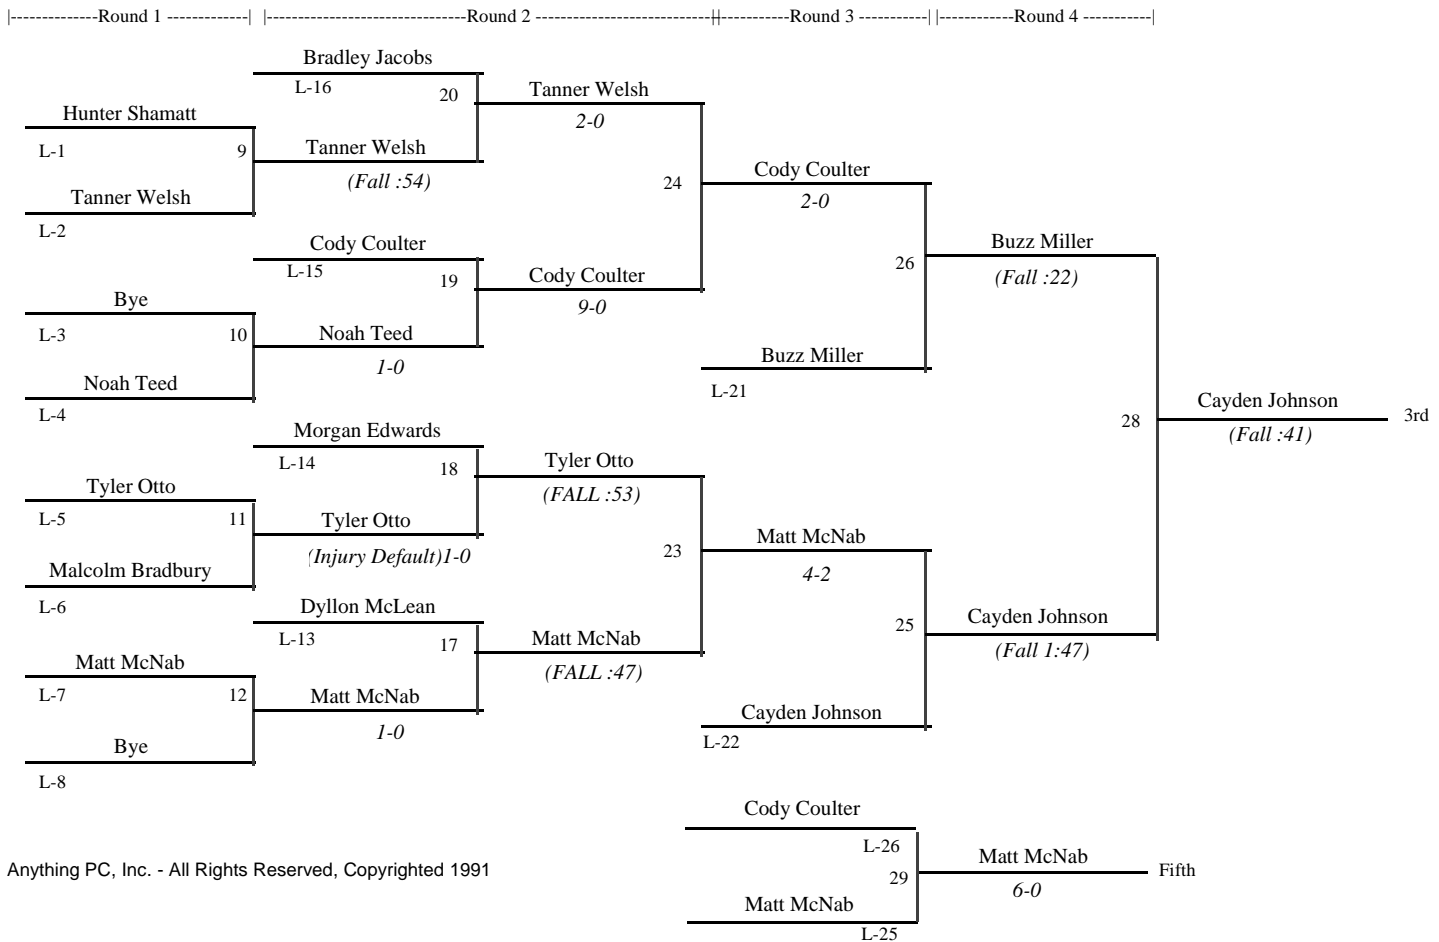 |-------------Round 1 -------------| |-----------------------------Round 2 --------------------------||----------Round 3 ----------| |-----------Round 4 ----------|
Bradley Jacobs
L-16
20
Tanner Welsh
2-0
Hunter Shamatt
L-1
9
Tanner Welsh
(Fall :54)
Tanner Welsh
L-2
24
Cody Coulter
2-0
Cody Coulter
L-15
19
Cody Coulter
9-0
Bye
L-3
10
Noah Teed
1-0
Noah Teed
L-4
26
Buzz Miller
(Fall :22)
Buzz Miller
L-21
Morgan Edwards
L-14
18
Tyler Otto
(FALL :53)
Tyler Otto
L-5
11
Tyler Otto
(Injury Default)1-0
Malcolm Bradbury
L-6
23
Matt McNab
4-2
Dyllon McLean
L-13
17
Matt McNab
(FALL :47)
Matt McNab
L-7
12
Matt McNab
1-0
Bye
L-8
25
Cayden Johnson
(Fall 1:47)
Cayden Johnson
L-22
28
Cayden Johnson
3rd
(Fall :41)
Cody Coulter
L-26
29
Matt McNab
Fifth
6-0
Matt McNab
L-25
Anything PC, Inc. - All Rights Reserved, Copyrighted 1991